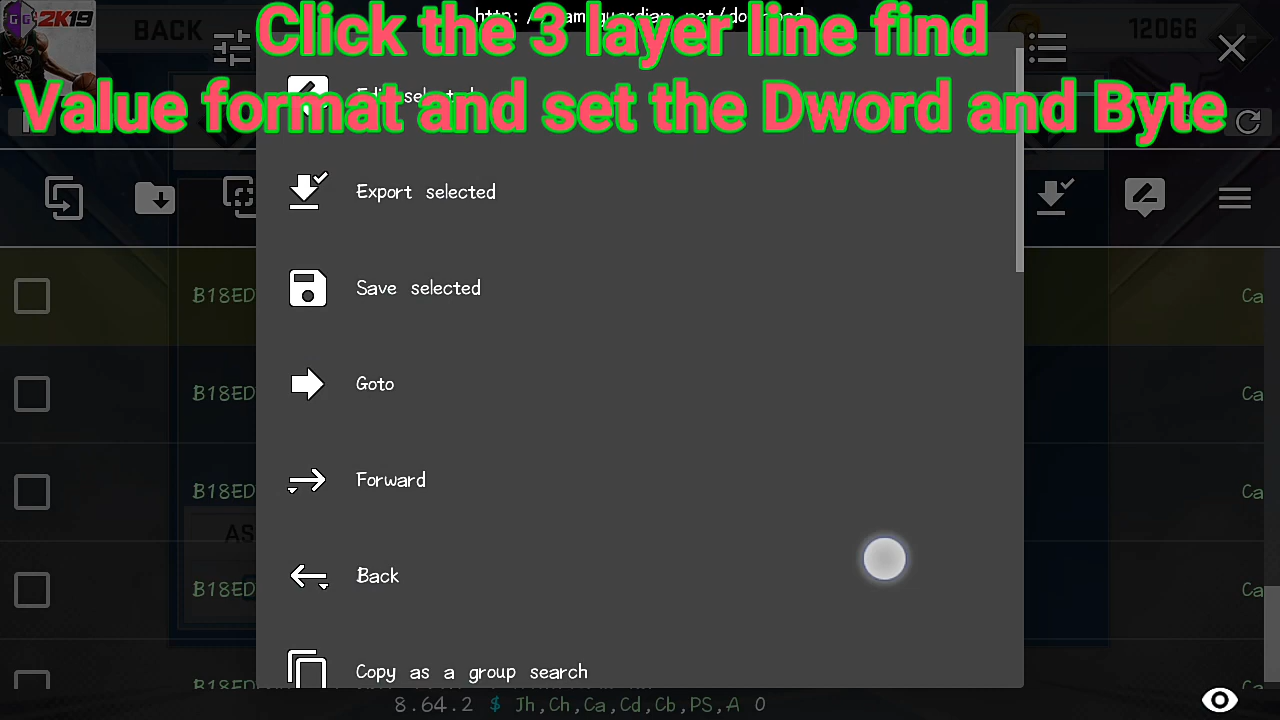 Click the 3 layer line find
Value format and set the Dword and Byte
2K19
BACK
12066
Export selected
Save selected
Goto
Forward
Back
Copy as a group search
B18ED
Ca
B18ED
Ca
B18ED
Ca
AS
B18ED
Ca
8.64.2 $ Jh,Ch,Ca,Cd,Cb,PS,A 0